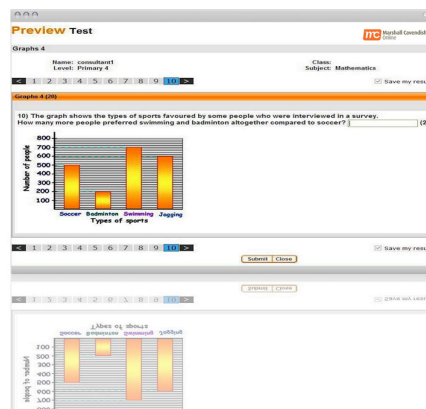 Preview Test
mc Marshall Cavendish
Online
Graphs 4
Name: consultant1 Class:
Level: Primary 4 Subject: Mathematics
< 1 2 3 4 5 6 7 8 9 10 > Save my resu
Graphs 4 (20)
10) The graph shows the types of sports favoured by some people who were interviewed in a survey.
How many more people preferred swimming and badminton altogether compared to soccer? (2
800
700
600
500
400
300
200
100
Number of people
Soccer Badminton Swimming Jogging
Types of sports
< 1 2 3 4 5 6 7 8 9 10 > Save my resu
Submit Close